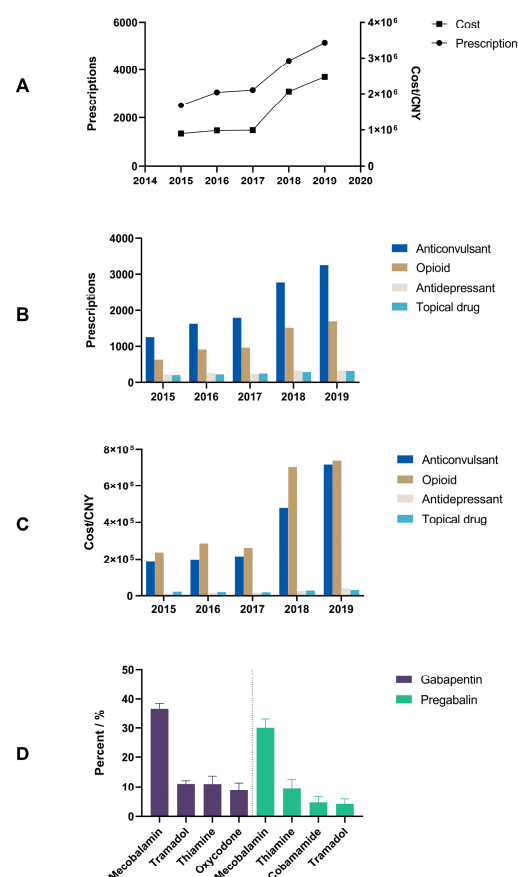 A
Prescriptions
6000
4000
2000
0
4×10⁶
3×10⁶
2×10⁶
1×10⁶
0
Cost/CNY
2014 2015 2016 2017 2018 2019 2020
Cost
Prescription
B
Prescriptions
4000
3000
2000
1000
0
2015 2016 2017 2018 2019
Anticonvulsant
Opioid
Antidepressant
Topical drug
C
Cost/CNY
8×10⁵
6×10⁵
4×10⁵
2×10⁵
0
2015 2016 2017 2018 2019
Anticonvulsant
Opioid
Antidepressant
Topical drug
D
Percent / %
50
40
30
20
10
0
Mecobalamin
Tramadol
Thiamine
Oxycodone
Mecobalamin
Thiamine
Cobamamide
Tramadol
Gabapentin
Pregabalin